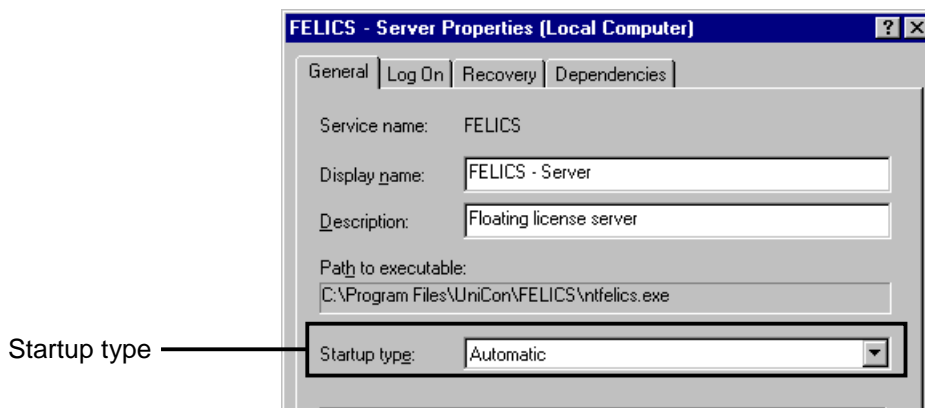 FELICS - Server Properties (Local Computer)
General Log On Recovery Dependencies
Service name: FELICS
Display name: FELICS - Server
Description: Floating license server
Path to executable:
C:\Program Files\UniCon\FELICS\ntfelics.exe
Startup type
Startup type: Automatic